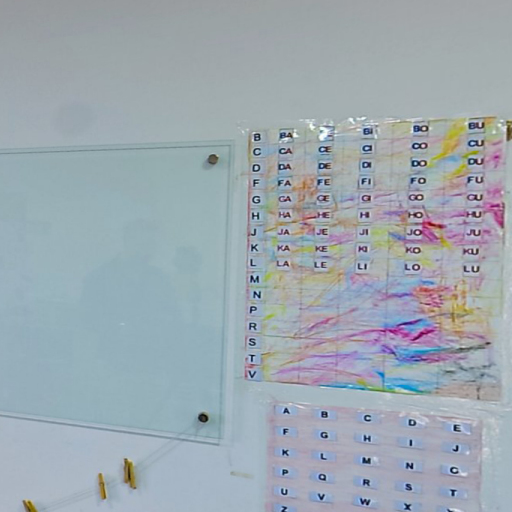 B BA BE BI BO BU
C CA CE CI CO CU
D DA DE DI DO DU
F FA FE FI FO FU
G GA GE GI GO GU
H HA HE HI HO HU
J JA JE JI JO JU
K KA KE KI KO KU
L LA LE LI LO LU
M
N
P
R
S
T
V
A B C D E
F G H I J
K L M N O
P Q R S T
U V W X
Z